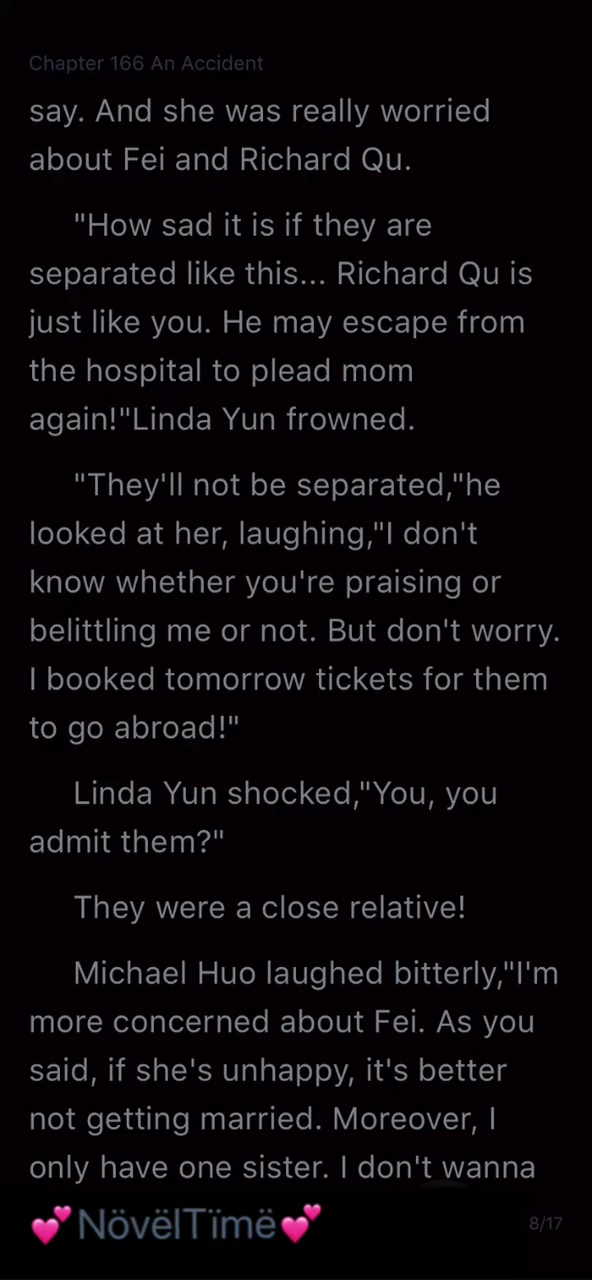 Chapter 166 An Accident
say. And she was really worried
about Fei and Richard Qu.
"How sad it is if they are
separated like this... Richard Qu is
just like you. He may escape from
the hospital to plead mom
again!"Linda Yun frowned.
"They'll not be separated,"he
looked at her, laughing,"I don't
know whether you're praising or
belittling me or not. But don't worry.
I booked tomorrow tickets for them
to go abroad!"
Linda Yun shocked,"You, you
admit them?"
They were a close relative!
Michael Huo laughed bitterly,"I'm
more concerned about Fei. As you
said, if she's unhappy, it's better
not getting married. Moreover, I
only have one sister. I don't wanna
💕NövëlTïmë💕
8/17